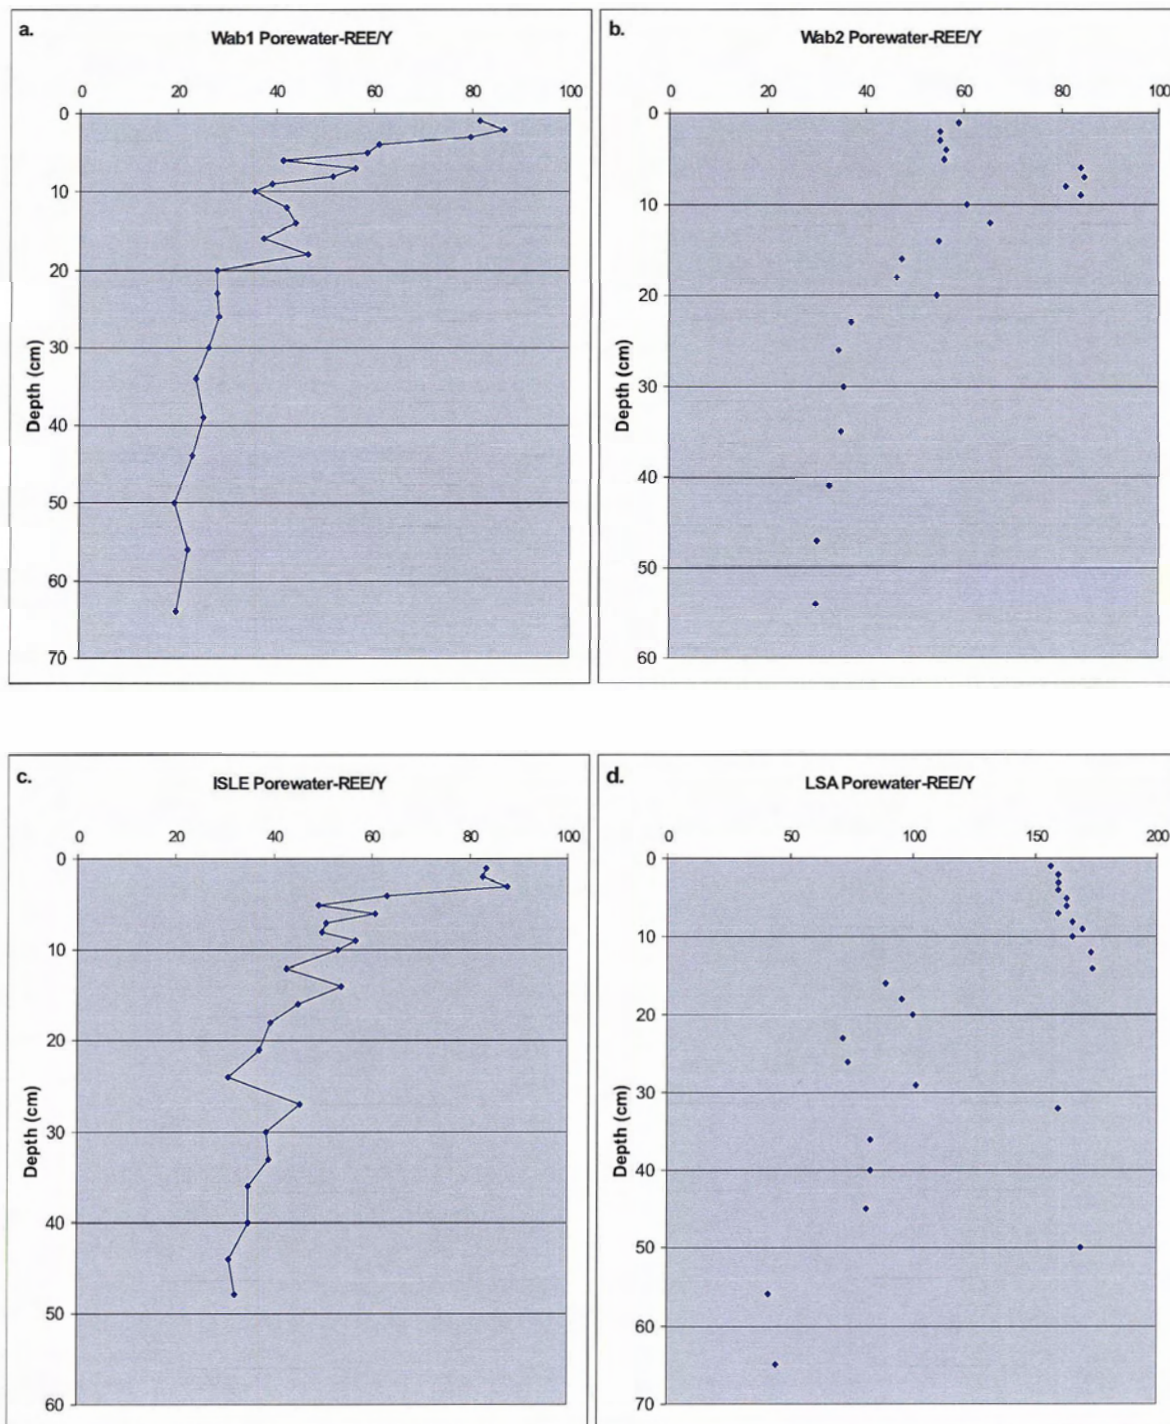 a.
Wab1 Porewater-REE/Y
0 20 40 60 80 100
0
10
20
30
40
50
60
70
Depth (cm)
b.
Wab2 Porewater-REE/Y
0 20 40 60 80 100
0
10
20
30
40
50
60
Depth (cm)
c.
ISLE Porewater-REE/Y
0 20 40 60 80 100
0
10
20
30
40
50
60
Depth (cm)
d.
LSA Porewater-REE/Y
0 50 100 150 200
0
10
20
30
40
50
60
70
Depth (cm)